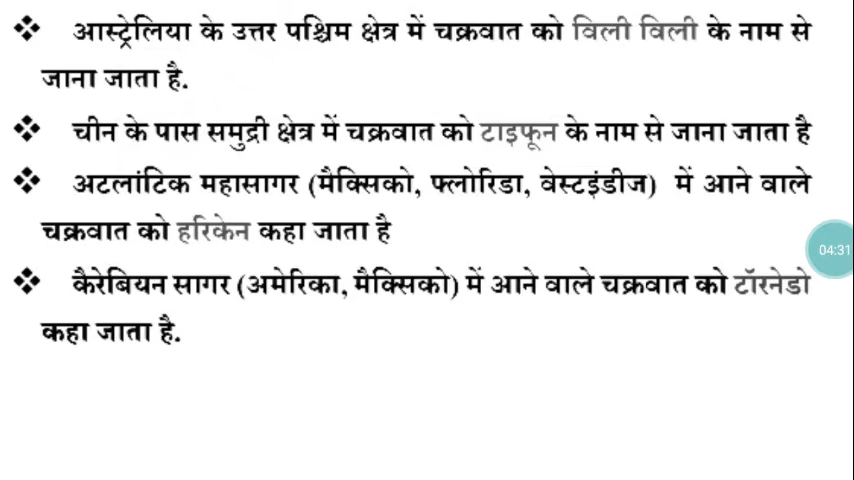 ❖ आस्ट्रेलिया के उत्तर पश्चिम क्षेत्र में चक्रवात को विली विली के नाम से
जाना जाता है.
❖ चीन के पास समुद्री क्षेत्र में चक्रवात को टाइफून के नाम से जाना जाता है
❖ अटलांटिक महासागर (मैक्सिको, फ्लोरिडा, वेस्टइंडीज) में आने वाले
चक्रवात को हरिकेन कहा जाता है
04:31
❖ कैरेबियन सागर (अमेरिका, मैक्सिको) में आने वाले चक्रवात को टॉरनेडो
कहा जाता है.